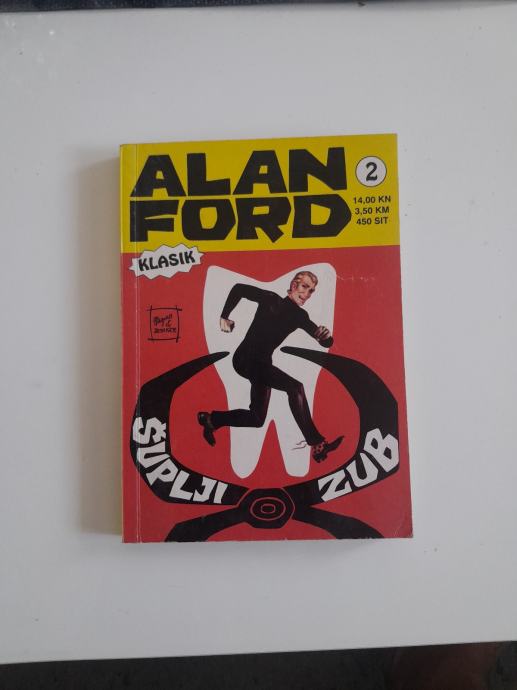 ALAN
FORD
2
14,00 KN
3,50 KM
450 SIT
KLASIK
ŠUPLJI
ZUB